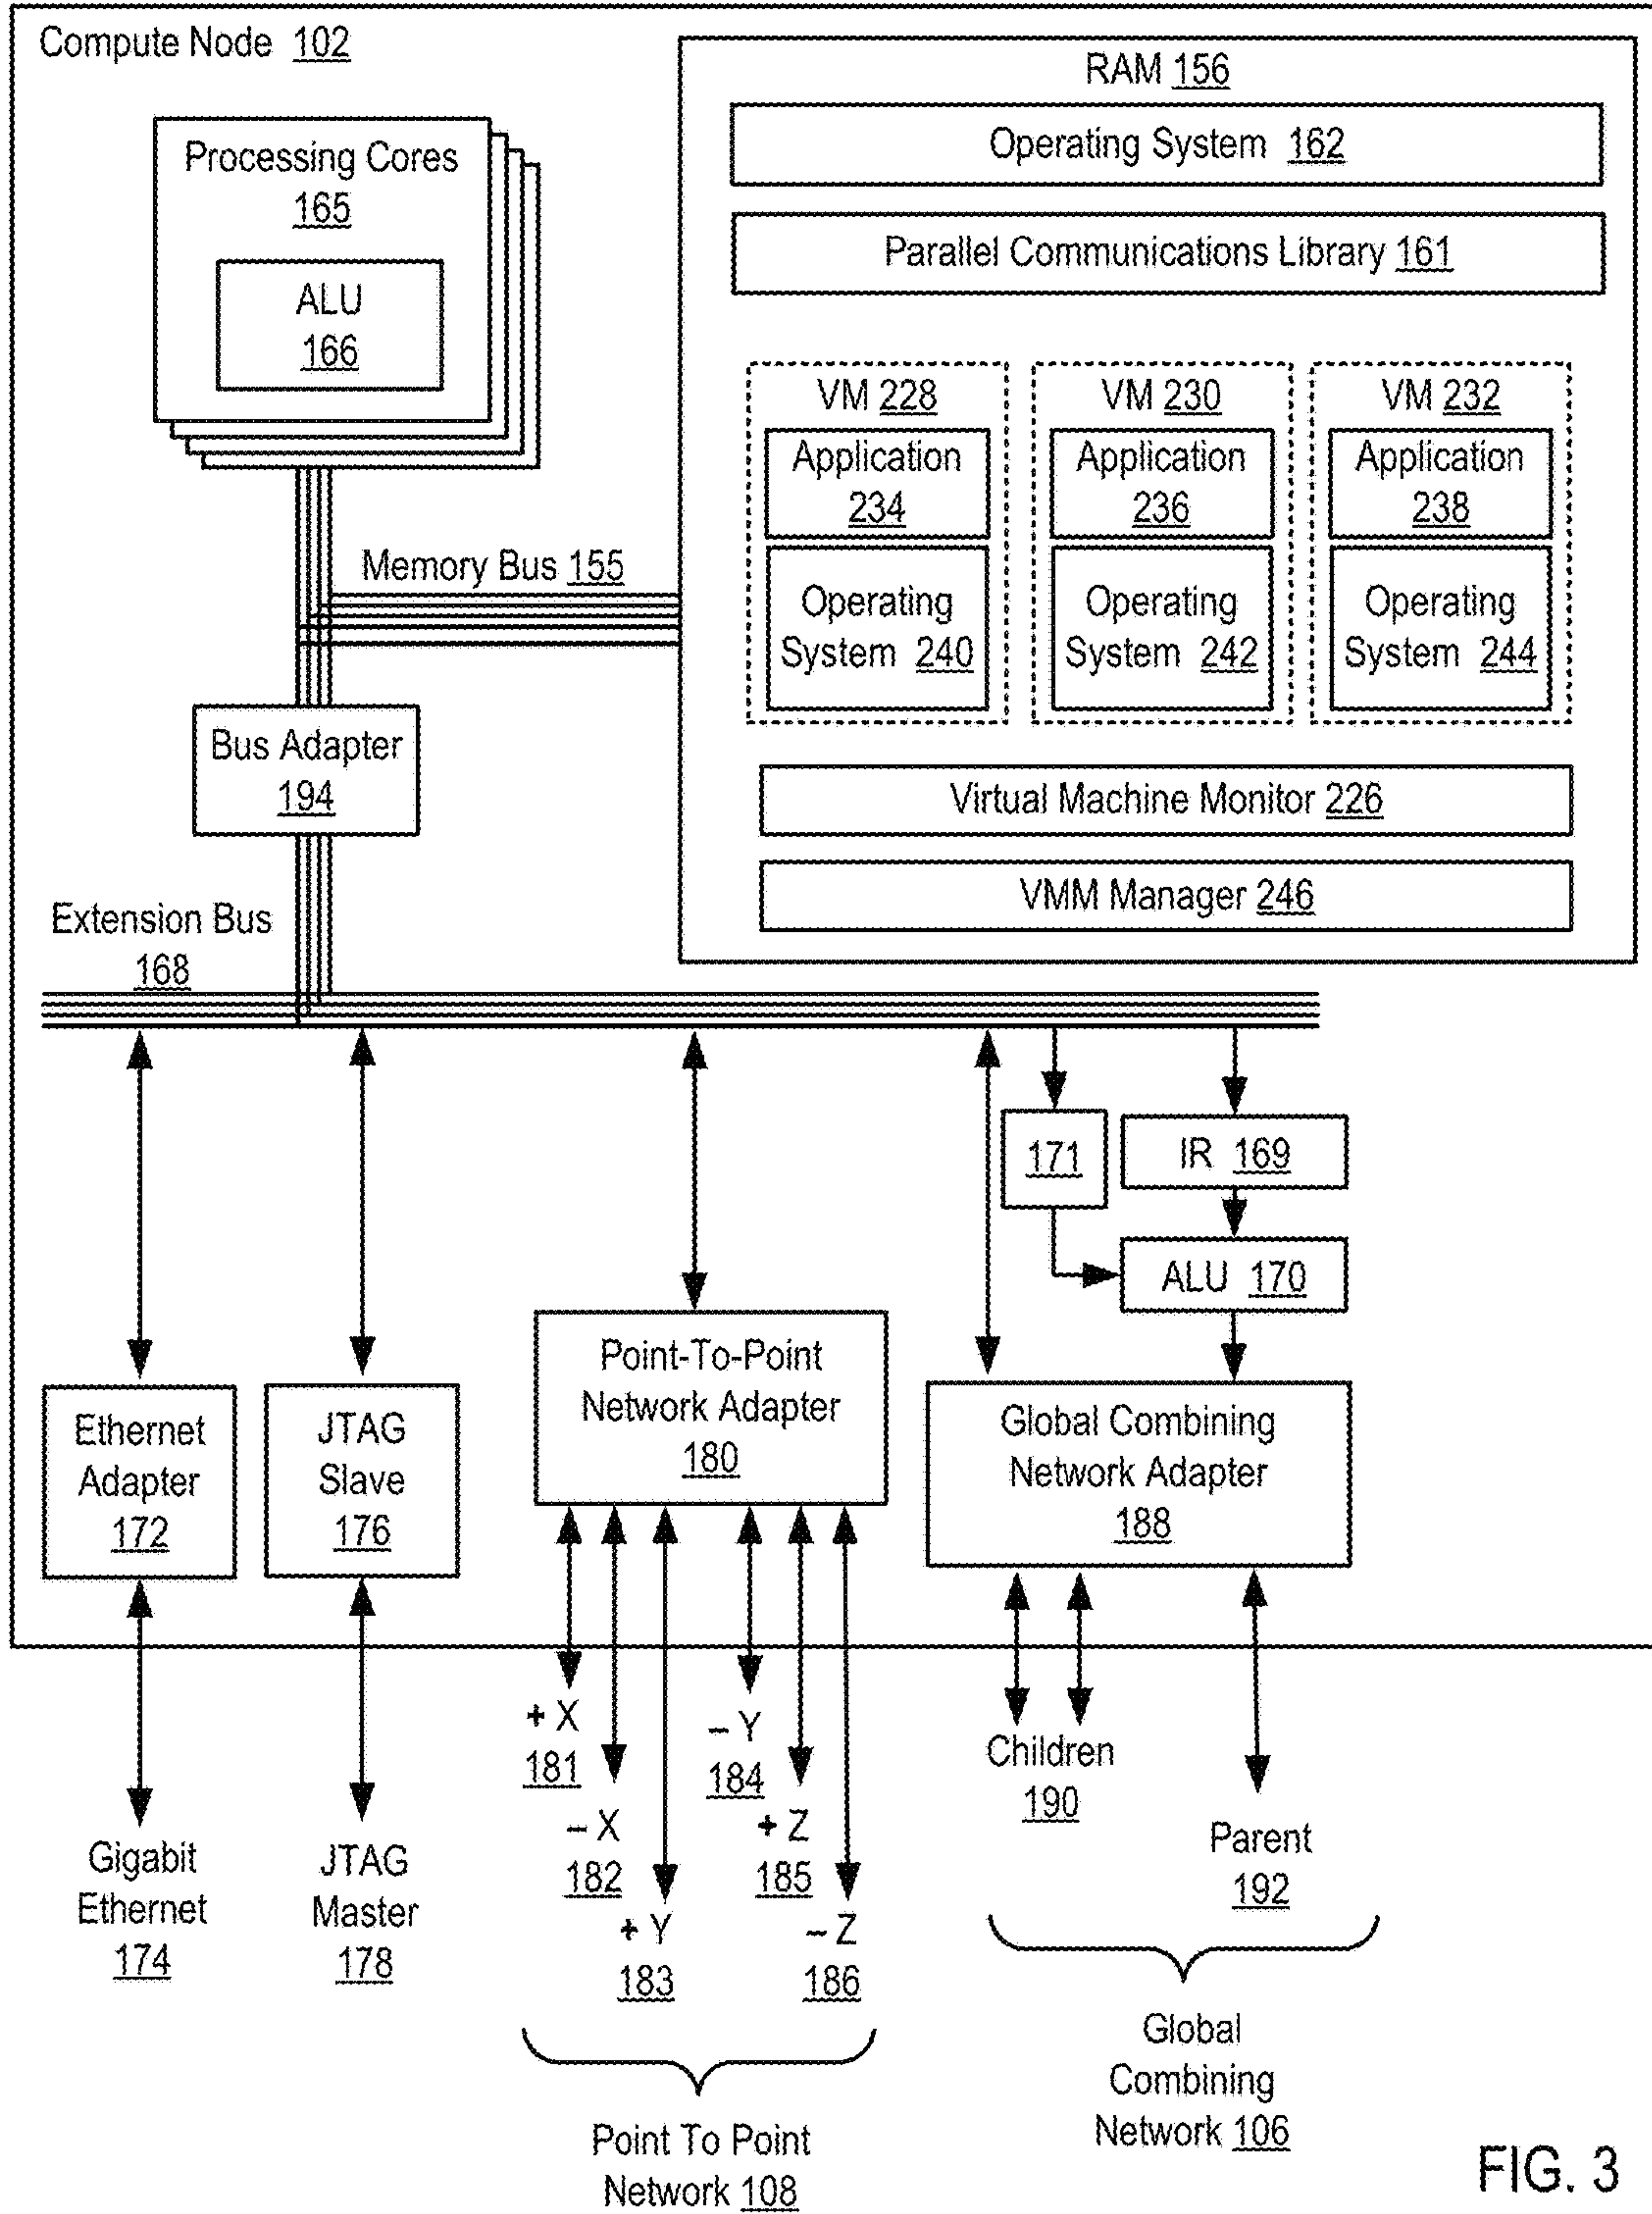 Compute Node 102
RAM 156
Operating System 162
Parallel Communications Library 161
Processing Cores
165
ALU
166
VM 228
Application
234
Operating
System 240
VM 230
Application
236
Operating
System 242
VM 232
Application
238
Operating
System 244
Memory Bus 155
Bus Adapter
194
Virtual Machine Monitor 226
VMM Manager 246
Extension Bus
168
171
IR 169
ALU 170
Ethernet
Adapter
172
JTAG
Slave
176
Point-To-Point
Network Adapter
180
Global Combining
Network Adapter
188
Gigabit
Ethernet
174
JTAG
Master
178
+ X
181
– X
182
+ Y
183
– Y
184
+ Z
185
– Z
186
Children
190
Parent
192
Point To Point
Network 108
Global
Combining
Network 106
FIG. 3